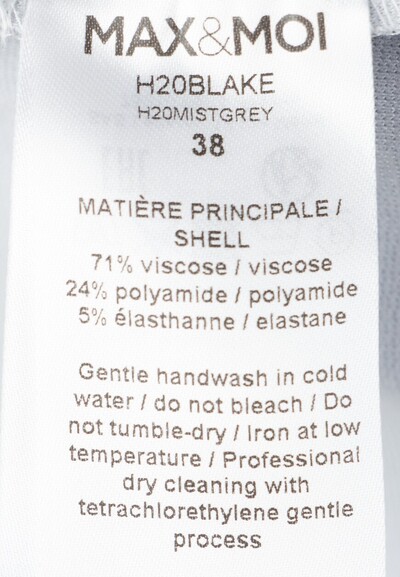 MAX&MOI
H20BLAKE
H20MISTGREY
38
MATIÈRE PRINCIPALE /
SHELL
71% viscose / viscose
24% polyamide / polyamide
5% élasthanne / elastane
Gentle handwash in cold
water / do not bleach / Do
not tumble-dry / Iron at low
temperature / Professional
dry cleaning with
tetrachlorethylene gentle
process